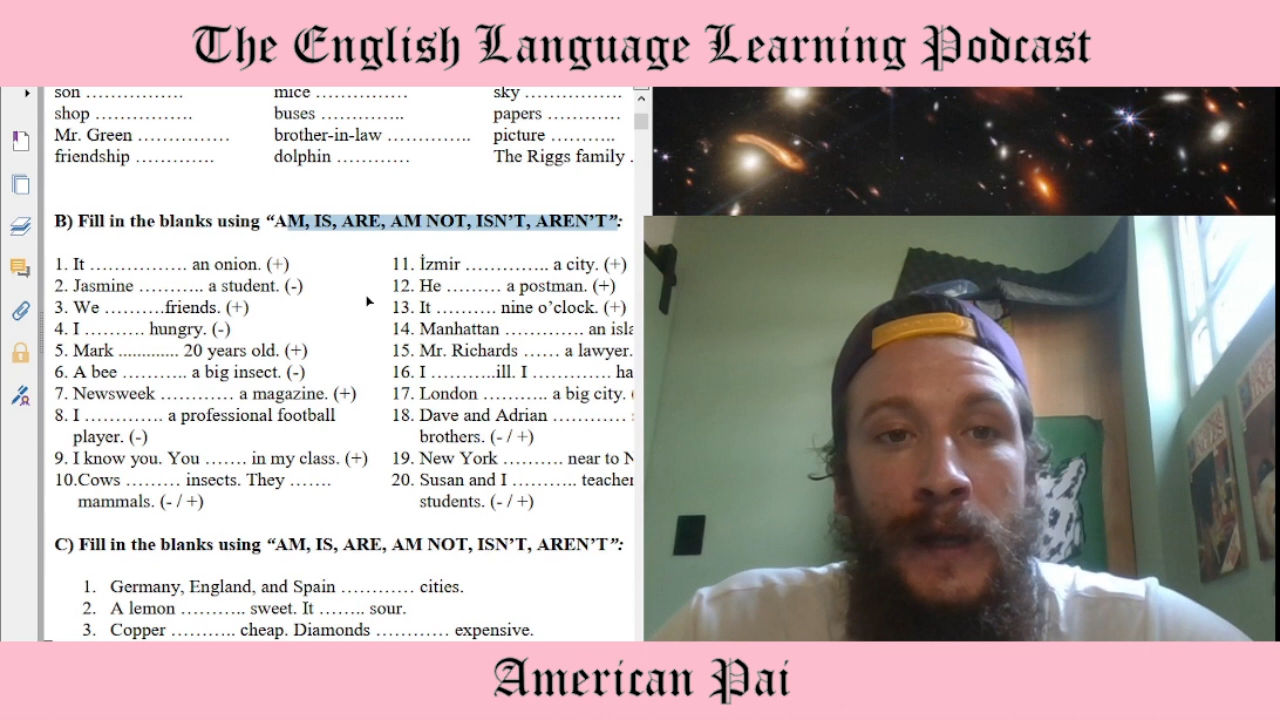 The English Language Learning Podcast
son ……………. mice …………… sky …………….
shop ……………. buses ………….. papers …………
Mr. Green …………… brother-in-law ………….. picture ………..
friendship …………. dolphin ………… The Riggs family .
B) Fill in the blanks using “AM, IS, ARE, AM NOT, ISN’T, AREN’T”:
1. It ……………. an onion. (+)
2. Jasmine ……….. a student. (-)
3. We ……….friends. (+)
4. I ………. hungry. (-)
5. Mark ............. 20 years old. (+)
6. A bee ……….. a big insect. (-)
7. Newsweek ………… a magazine. (+)
8. I …………. a professional football
player. (-)
9. I know you. You ……. in my class. (+)
10.Cows ……… insects. They …….
mammals. (- / +)
11. İzmir ………….. a city. (+)
12. He ……… a postman. (+)
13. It ………. nine o’clock. (+)
14. Manhattan ………… an isla
15. Mr. Richards …… a lawyer.
16. I ………..ill. I ………… ha
17. London ……….. a big city. (
18. Dave and Adrian …………
brothers. (- / +)
19. New York ………. near to N
20. Susan and I ……….. teacher
students. (- / +)
C) Fill in the blanks using “AM, IS, ARE, AM NOT, ISN’T, AREN’T”:
1. Germany, England, and Spain ………… cities.
2. A lemon ……….. sweet. It …….. sour.
3. Copper ……….. cheap. Diamonds ………… expensive.
American Pai